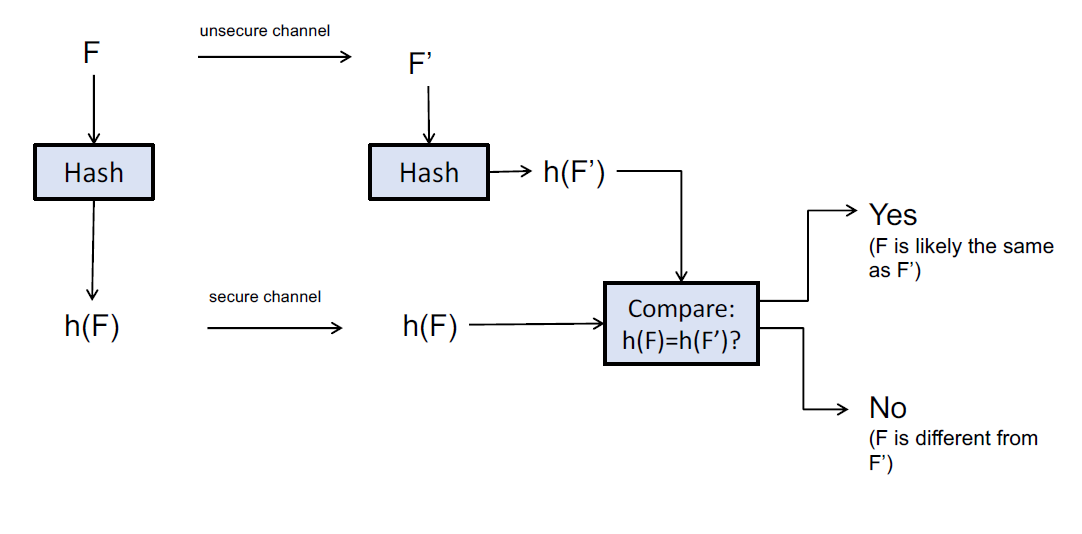 unsecure channel
F
F’
Hash
Hash
h(F’)
Yes
(F is likely the same
as F’)
secure channel
h(F)
h(F)
Compare:
h(F)=h(F’)?
No
(F is different from
F’)